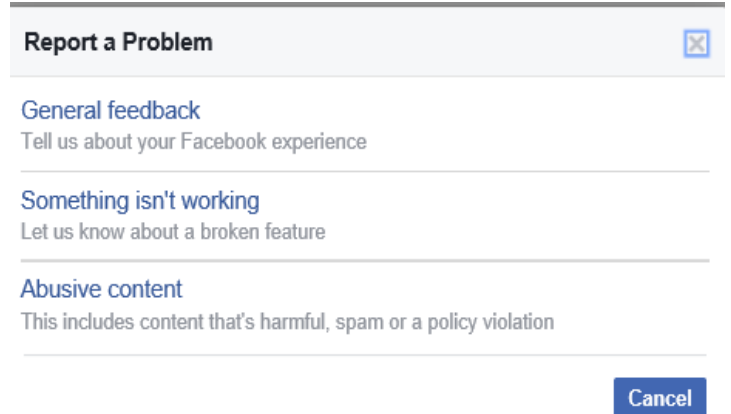 Report a Problem
General feedback
Tell us about your Facebook experience
Something isn't working
Let us know about a broken feature
Abusive content
This includes content that's harmful, spam or a policy violation
Cancel